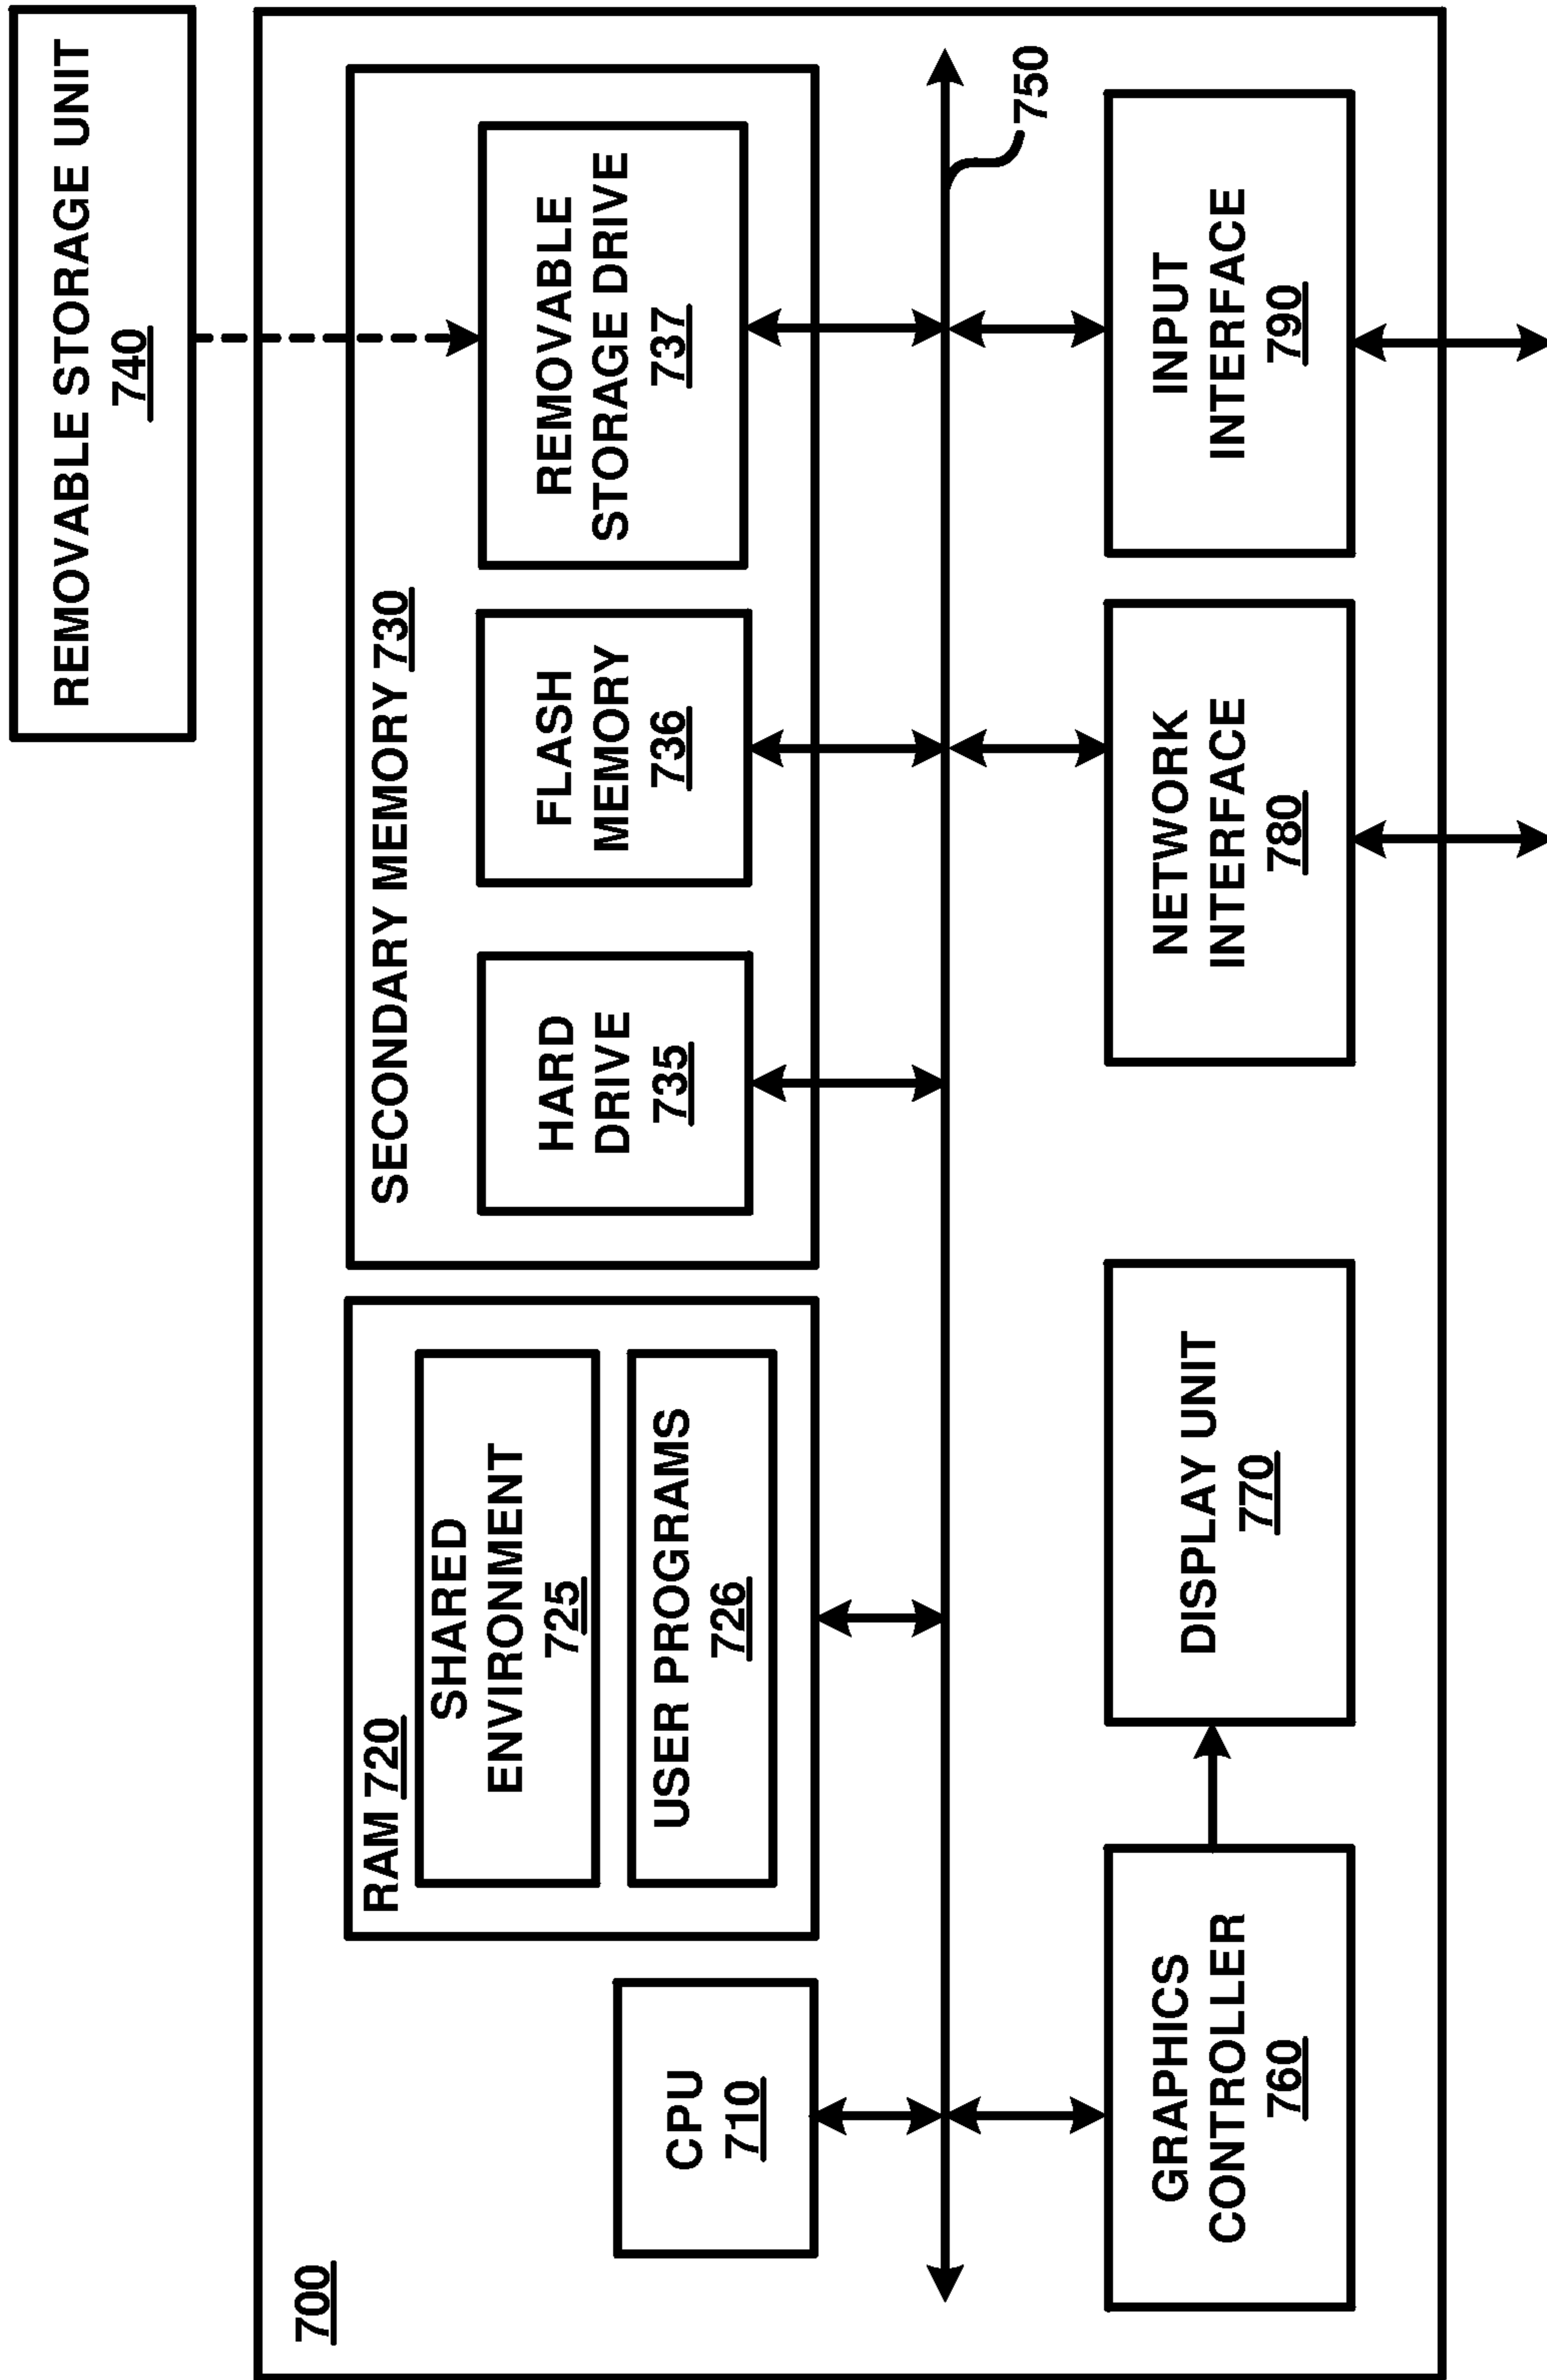 REMOVABLE STORAGE UNIT
740
700
RAM 720
SHARED
ENVIRONMENT
725
USER PROGRAMS
726
SECONDARY MEMORY 730
HARD
DRIVE
735
FLASH
MEMORY
736
REMOVABLE
STORAGE DRIVE
737
CPU
710
750
GRAPHICS
CONTROLLER
760
DISPLAY UNIT
770
NETWORK
INTERFACE
780
INPUT
INTERFACE
790